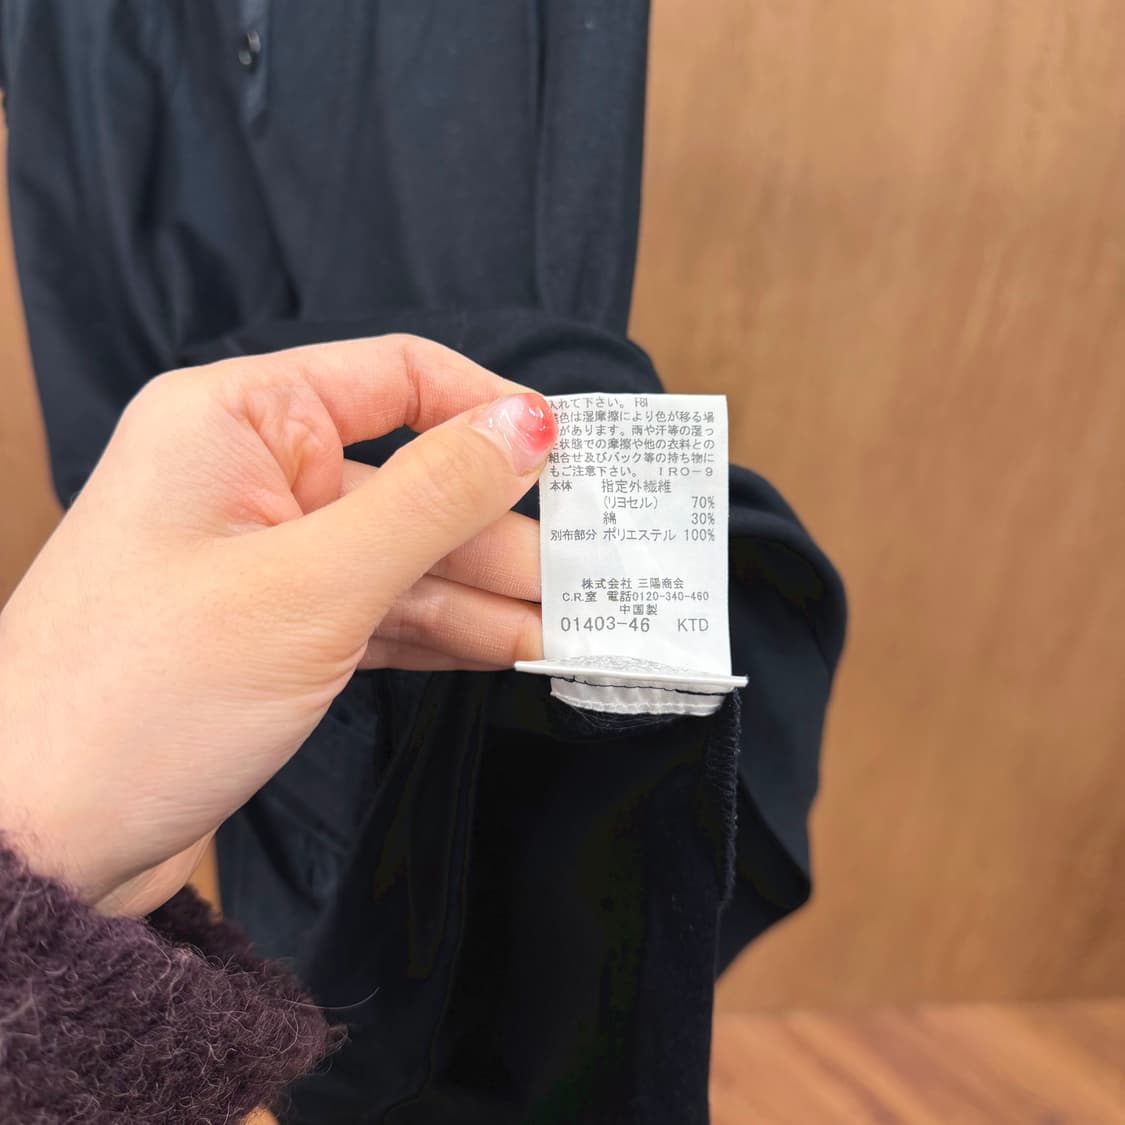 入れて下さい。 F8I
色は湿摩擦により色が移る場
があります。雨や汗等の湿っ
状態での摩擦や他の衣料との
組合せ及びバック等の持ち物に
もご注意下さい。 IRO-9
本体 指定外繊維
(リヨセル) 70%
綿 30%
別布部分 ポリエステル 100%
株式会社 三陽商会
C.R.室 電話0120-340-460
中国製
01403-46 KTD